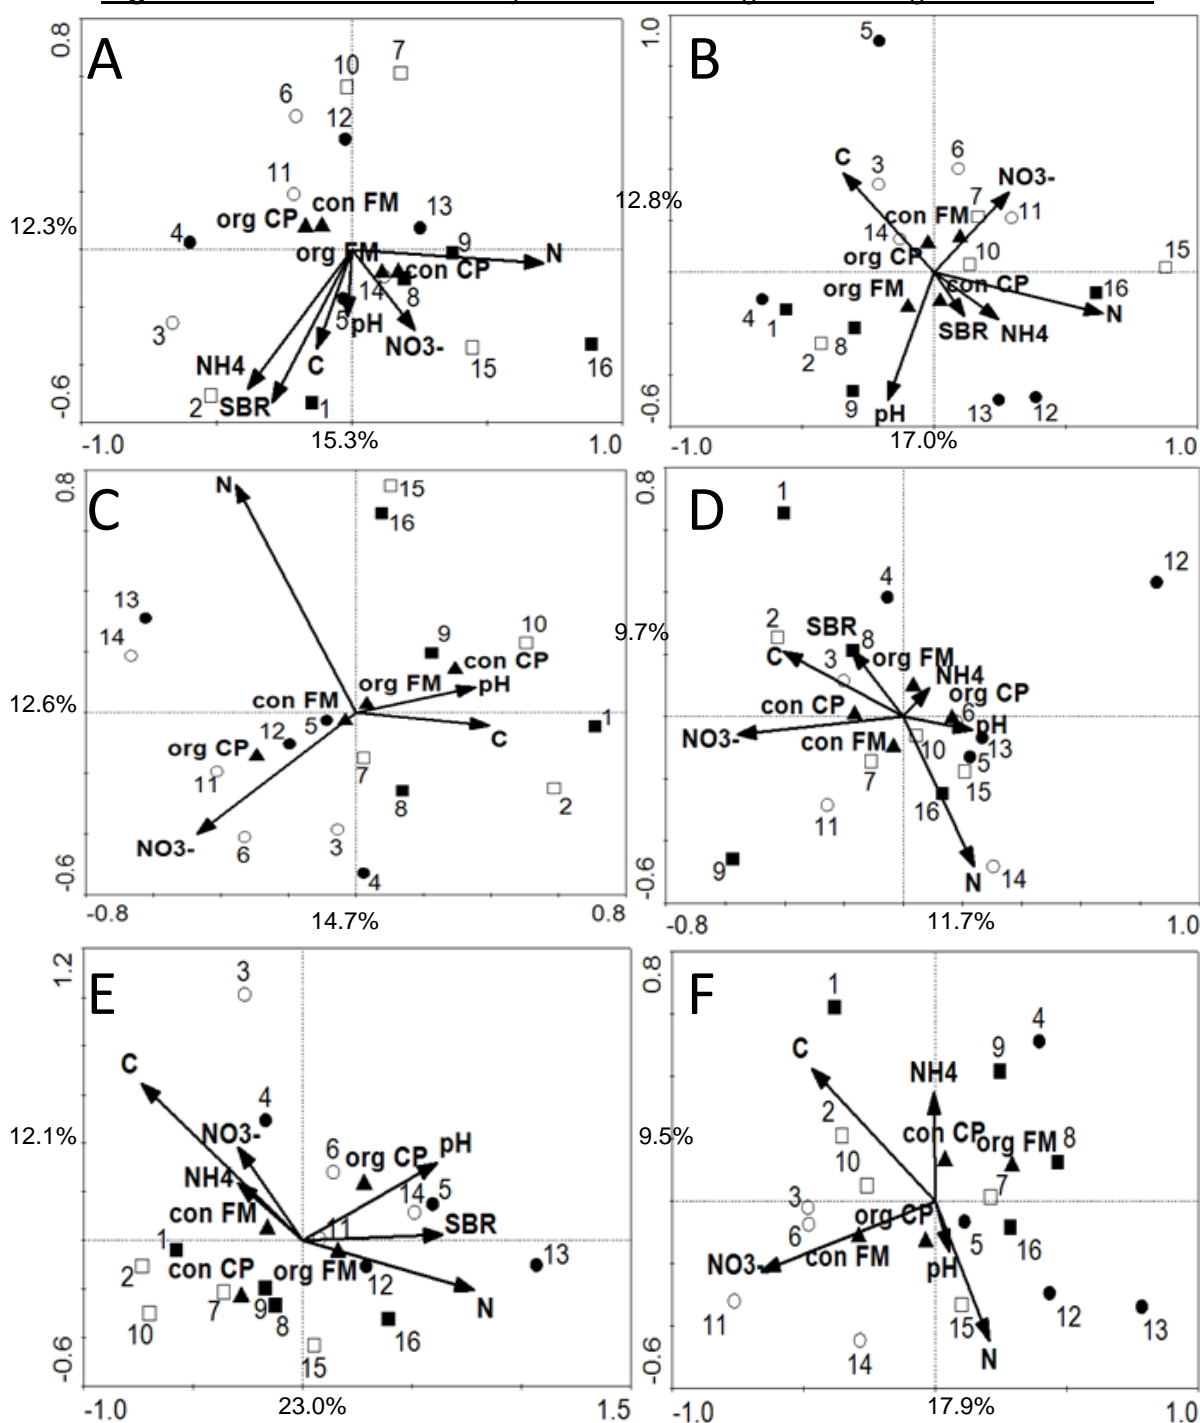 A
0.8
7
10
6
12
11
con FM
org CP
13
12.3%
4
9
N
org FM
con CP
14
8
5
pH
3
NO3-
NH4
C
15
16
2
SBR
1
-0.6
-1.0
15.3%
1.0
B
1.0
5
C
3
6
NO3-
12.8%
7
11
con FM
14
10
15
org CP
con CP
org FM
16
4
1
SBR
NH4
N
2
8
9
pH
13
12
-0.6
-1.0
17.0%
1.0
C
0.8
N
15
16
13
14
9
10
con CP
org FM
pH
con FM
12.6%
12
5
1
C
org CP
11
7
8
2
NO3-
6
3
4
-0.6
-0.8
14.7%
0.8
D
0.8
1
12
4
9.7%
2
SBR
8
C
3
org FM
NH4
org CP
con CP
6
pH
NO3-
con FM
10
13
7
5
15
16
11
9
N
14
-0.6
-0.8
11.7%
1.0
E
1.2
3
C
4
12.1%
NO3-
6
org CP
pH
NH4
14
5
con FM
11
SBR
1
2
con CP
org FM
12
13
7
9
8
N
10
16
15
-0.6
-1.0
23.0%
1.5
F
0.8
1
4
C
9
NH4
2
9.5%
con CP
org FM
8
10
7
3
org CP
6
5
16
NO3-
con FM
pH
11
15
12
13
14
N
-0.6
-1.0
17.9%
1.0